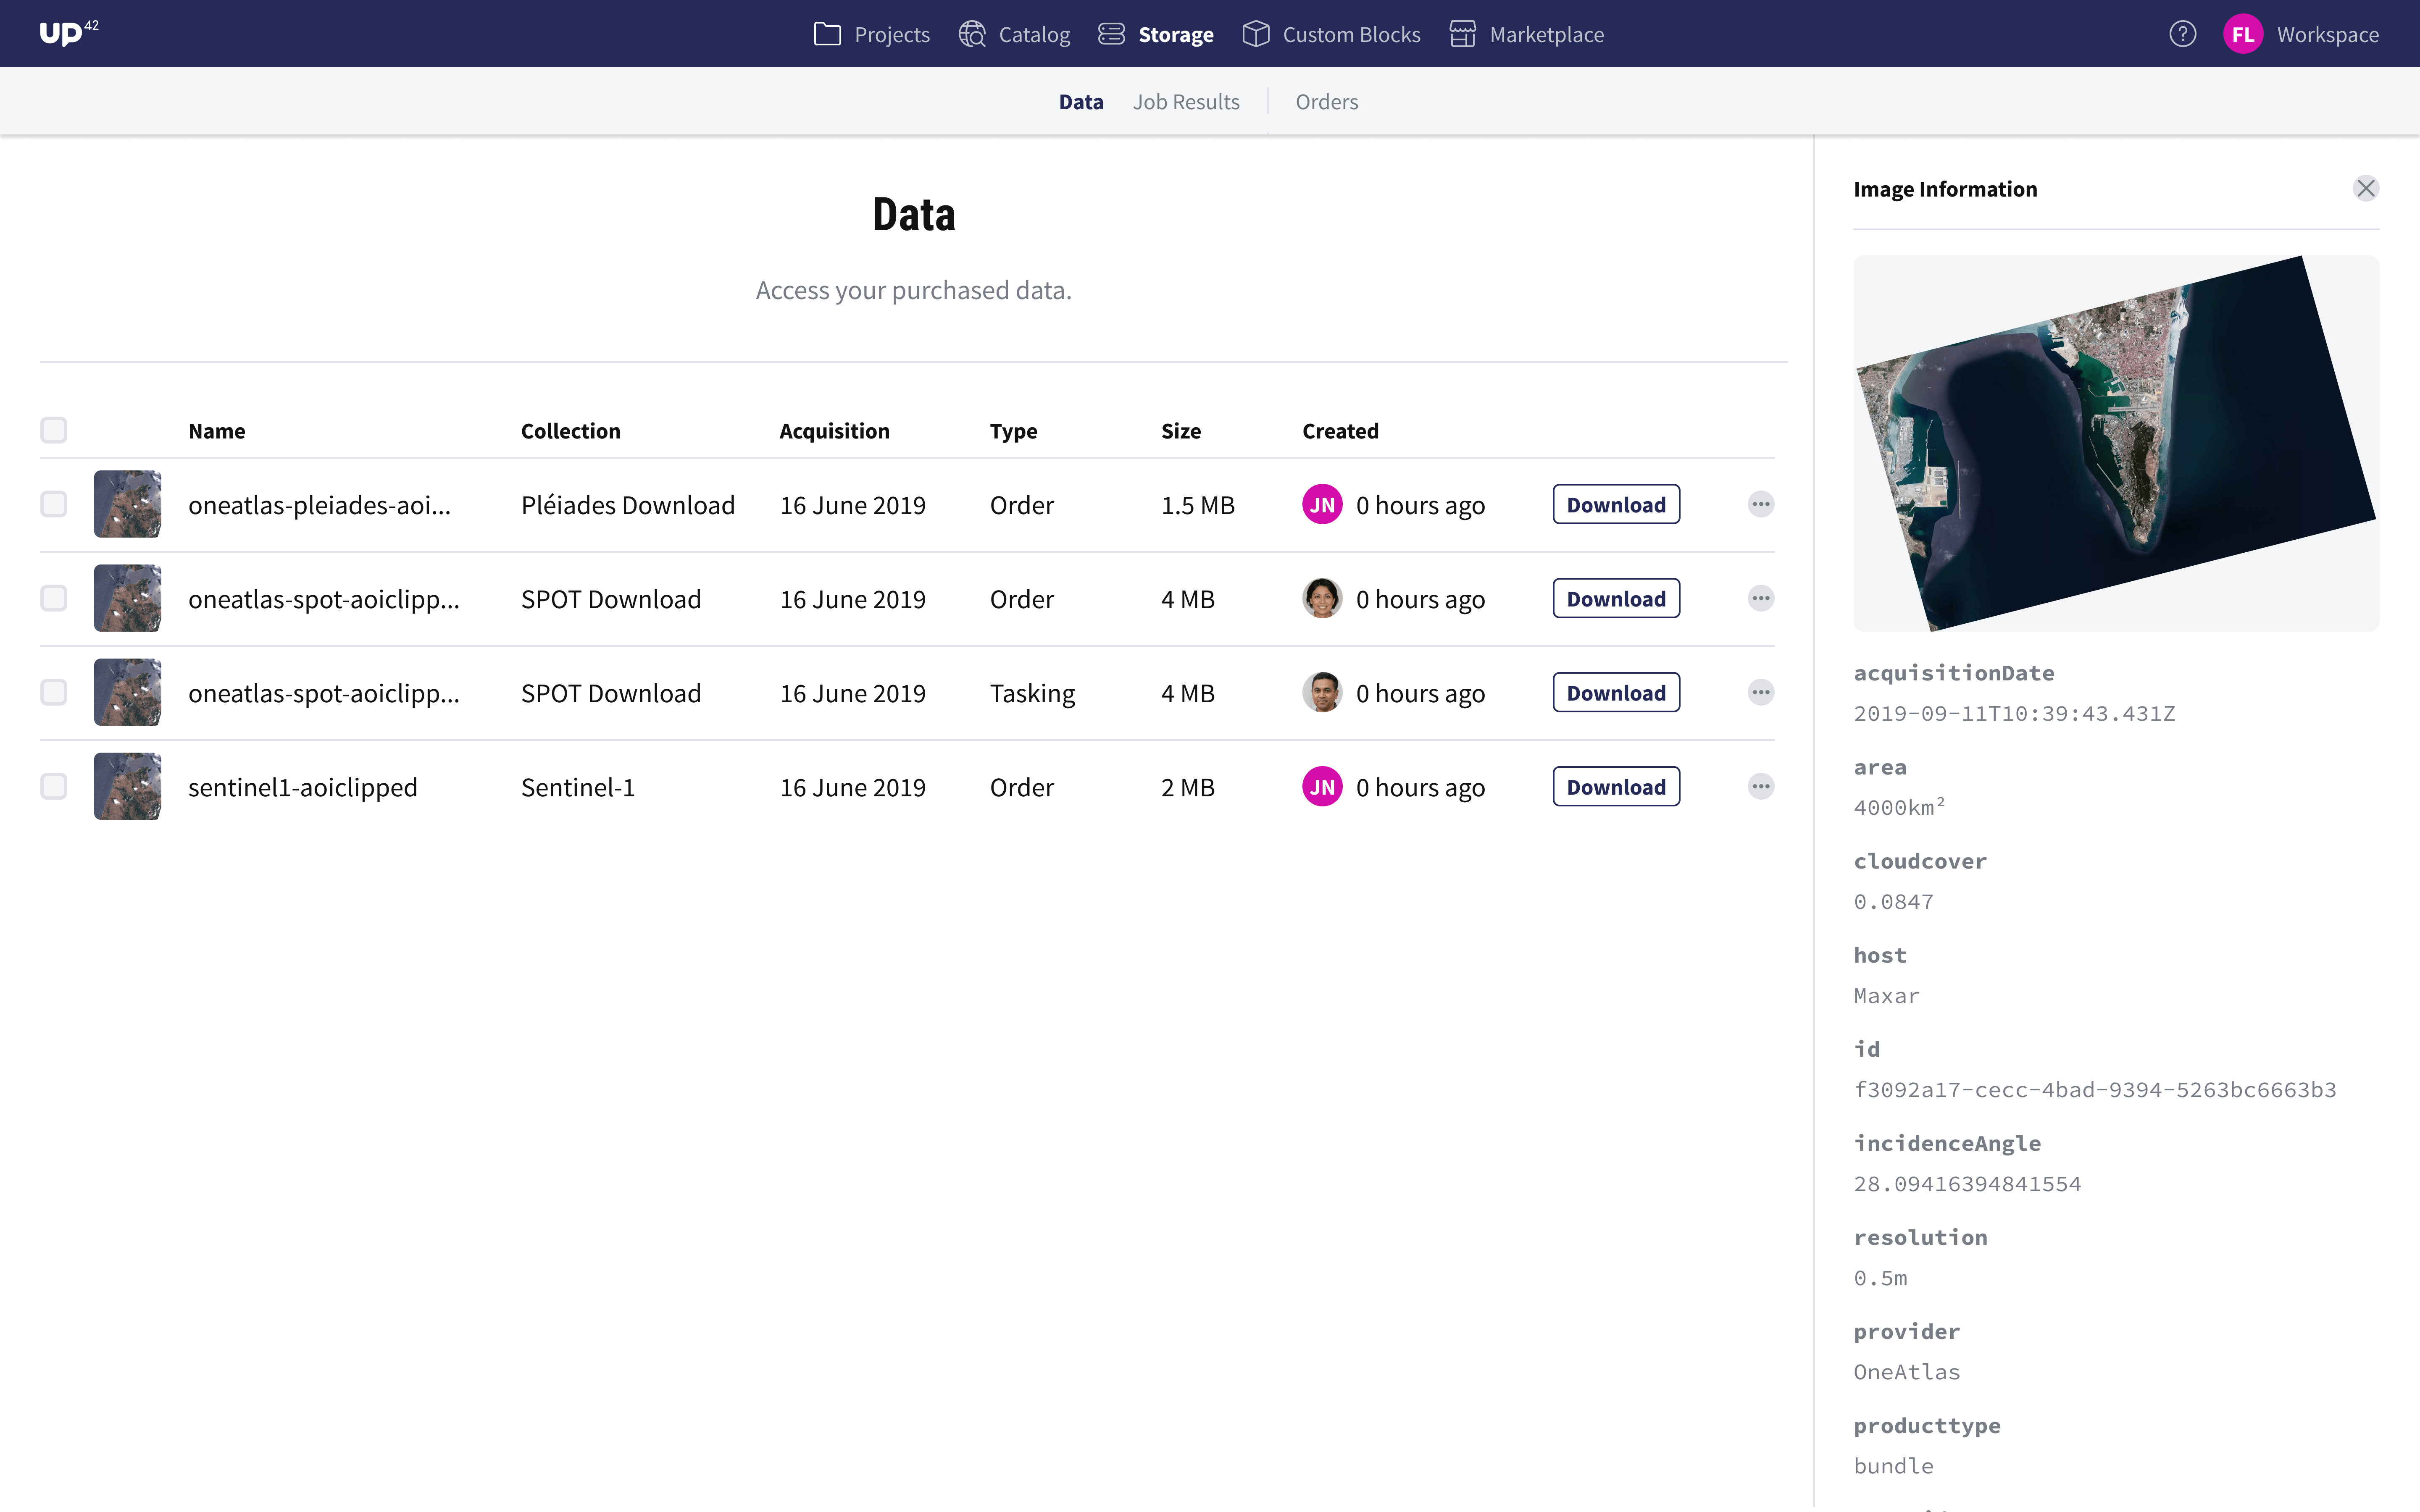 UP42
Projects
Catalog
Storage
Custom Blocks
Marketplace
?
FL
Workspace
Data
Job Results
Orders
Data
Access your purchased data.
Name Collection Acquisition Type Size Created
oneatlas-pleiades-aoi... Pléiades Download 16 June 2019 Order 1.5 MB JN 0 hours ago Download
oneatlas-spot-aoiclipp... SPOT Download 16 June 2019 Order 4 MB 0 hours ago Download
oneatlas-spot-aoiclipp... SPOT Download 16 June 2019 Tasking 4 MB 0 hours ago Download
sentinel1-aoiclipped Sentinel-1 16 June 2019 Order 2 MB JN 0 hours ago Download
Image Information
acquisitionDate
2019-09-11T10:39:43.431Z
area
4000km²
cloudcover
0.0847
host
Maxar
id
f3092a17-cecc-4bad-9394-5263bc6663b3
incidenceAngle
28.09416394841554
resolution
0.5m
provider
OneAtlas
producttype
bundle